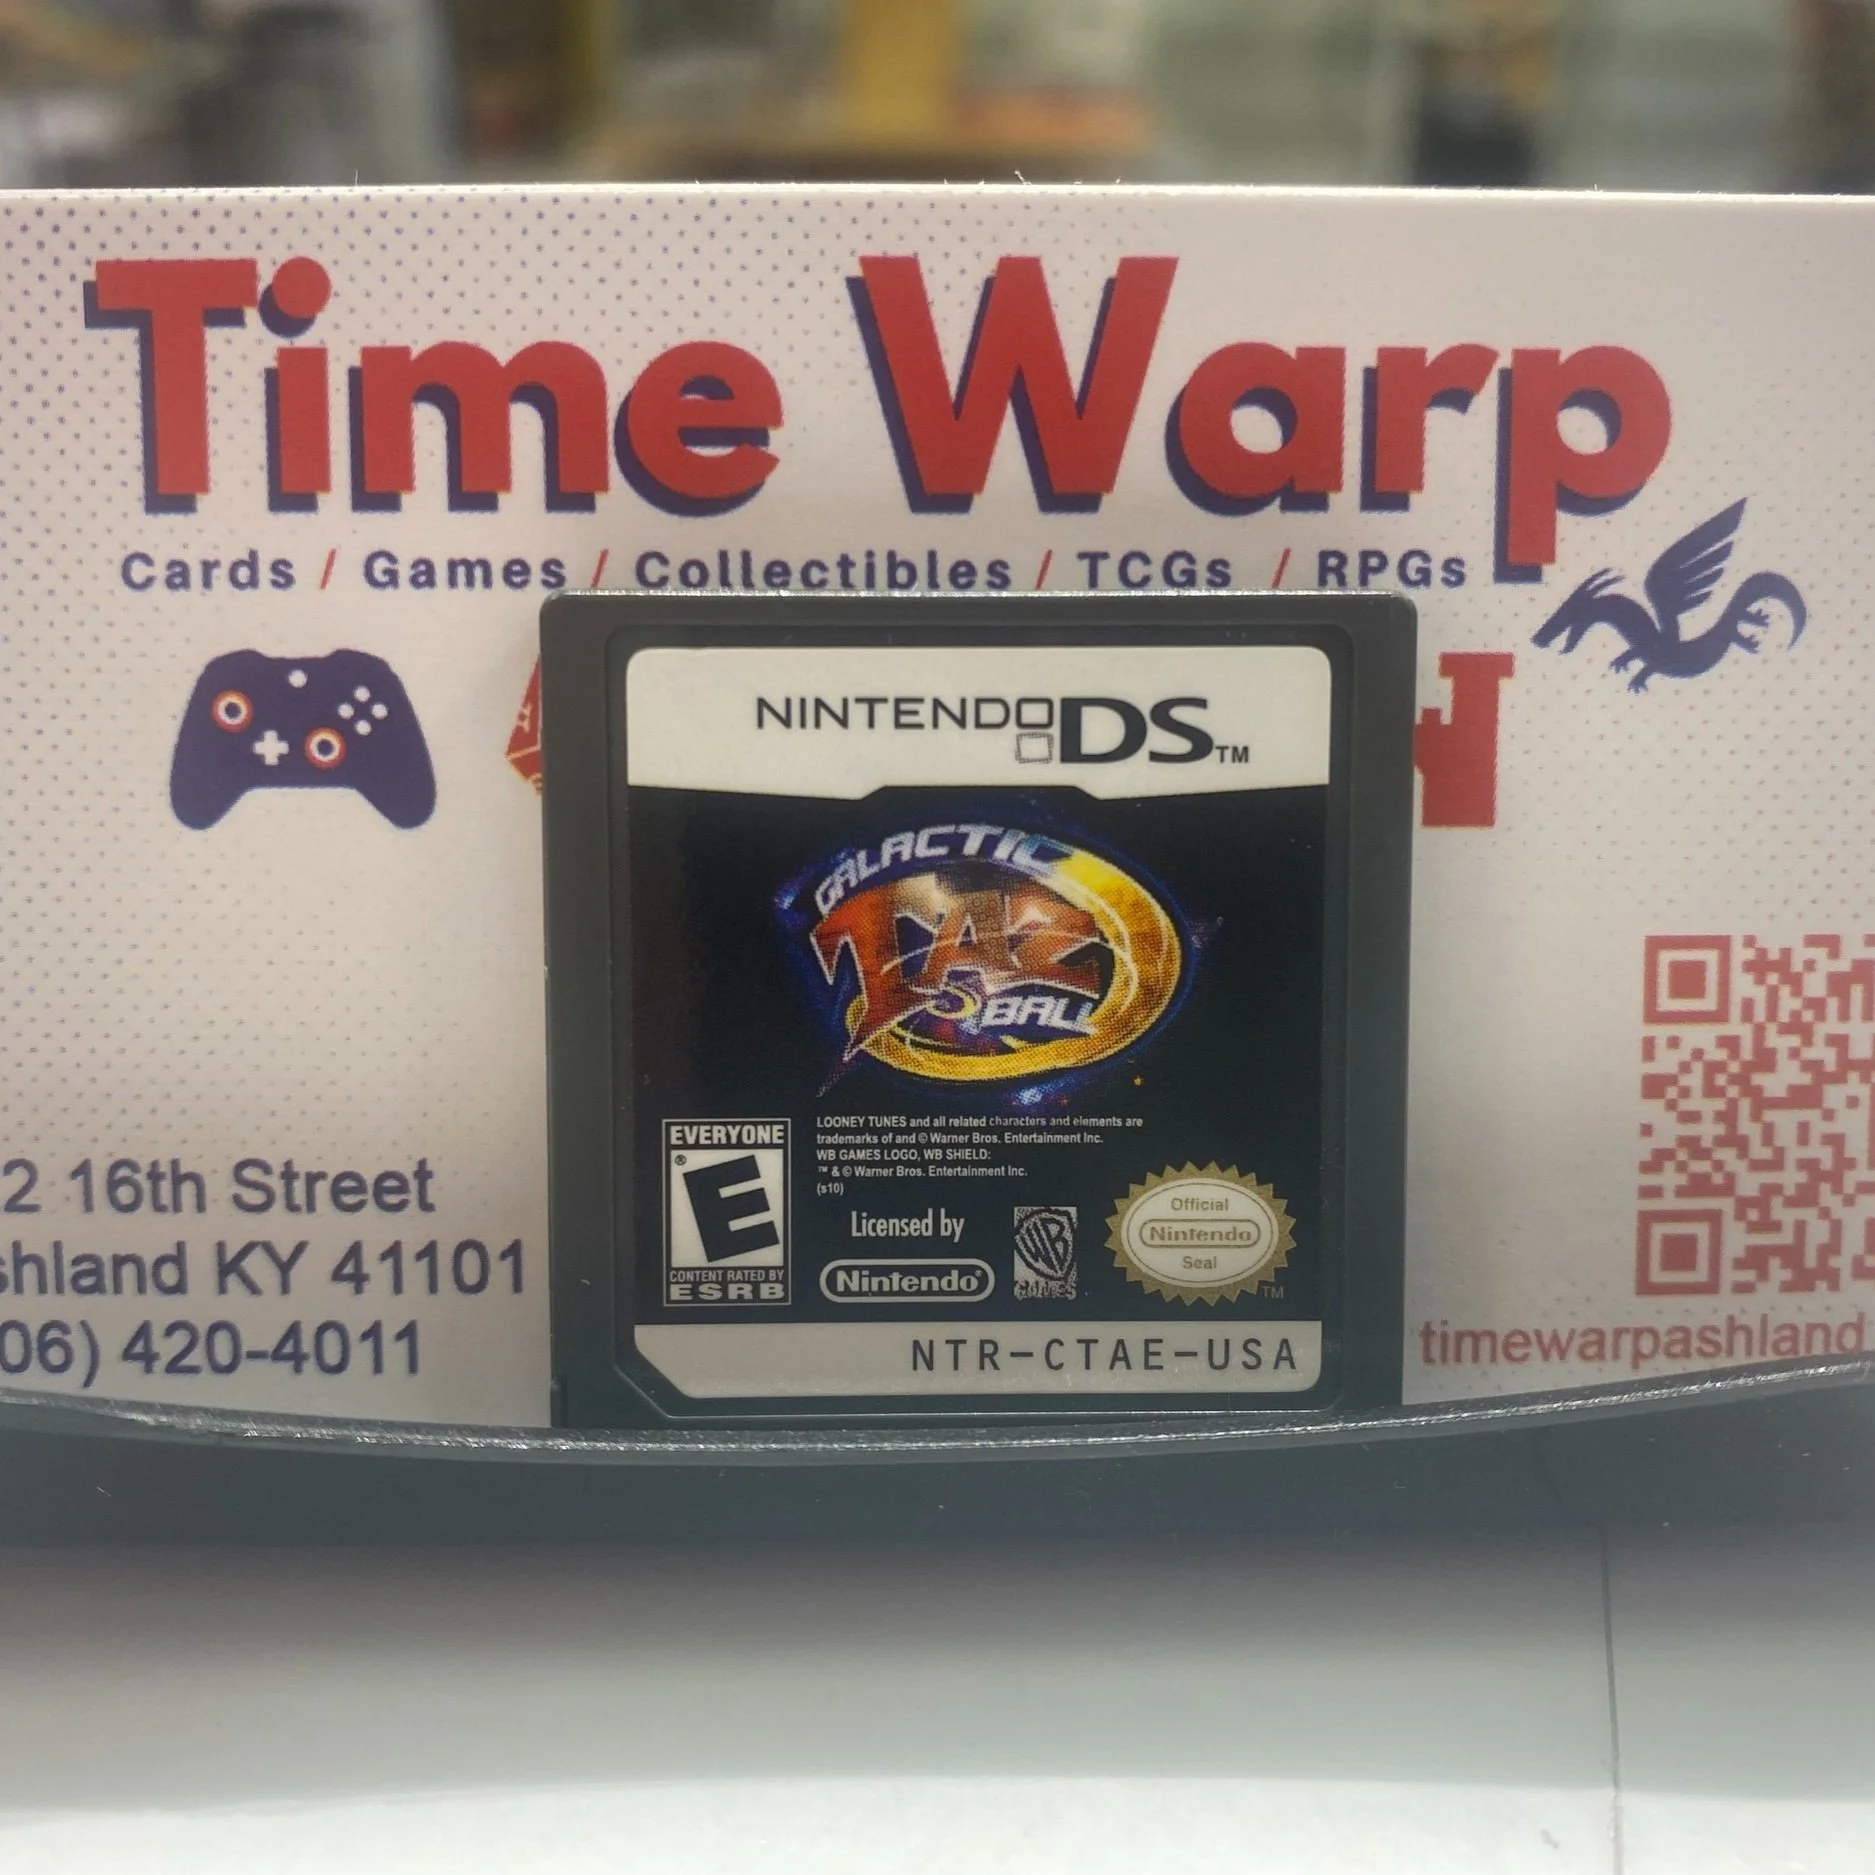 Time Warp
Cards / Games / Collectibles / TCGs / RPGs
NINTENDO DS™
GALACTIC
TAZ
BALL
EVERYONE
E
®
CONTENT RATED BY
ESRB
LOONEY TUNES and all related characters and elements are
trademarks of and © Warner Bros. Entertainment Inc.
WB GAMES LOGO, WB SHIELD:
™ & © Warner Bros. Entertainment Inc.
(s10)
Licensed by
Nintendo®
WB
GAMES
Official
Nintendo
Seal
TM
NTR-CTAE-USA
2 16th Street
shland KY 41101
06) 420-4011
timewarpashland